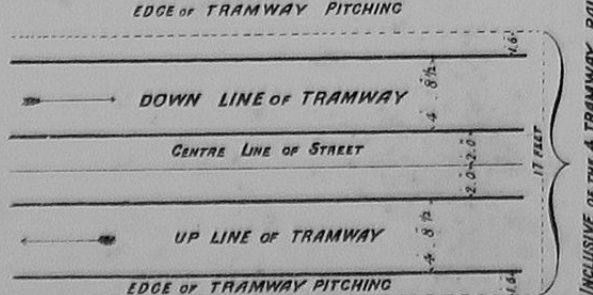 EDGE OF TRAMWAY PITCHING
1.6
4 . 8½
DOWN LINE OF TRAMWAY
CENTRE LINE OF STREET
2.0
2.0
17 FEET
INCLUSIVE OF THE 4 TRAMWAY
UP LINE OF TRAMWAY
4 . 8½
EDGE OF TRAMWAY PITCHING
1.6